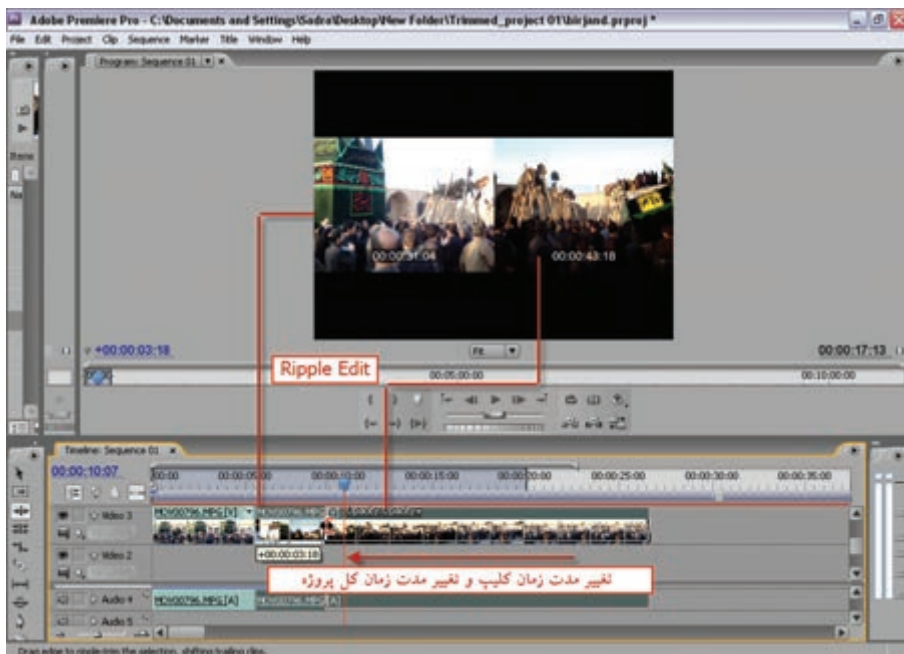 Adobe Premiere Pro - C:\Documents and Settings\Sadra\Desktop\New Folder\Trimmed_project 01\birjand.prproj *
File Edit Project Clip Sequence Marker Title Window Help
Program: Sequence 01
00:00:31:04
00:00:43:18
+00:00:03:18
Fit
00:00:17:13
Ripple Edit
00:05:00:00
00:10:00:00
Timeline: Sequence 01
00:00:10:07
00:00
00:00:05:00
00:00:10:00
00:00:15:00
00:00:20:00
00:00:25:00
00:00:30:00
00:00:35:00
Video 3
MOV00796.MPG [V]
MOV00796.MPG [V]
Video 2
+00:00:03:18
تغییر مدت زمان کلیپ و تغییر مدت زمان کل پروژه
Audio 4
MOV00796.MPG [A]
MOV00796.MPG [A]
Audio 5
Drag edge to ripple-trim the selection, shifting trailing clips.